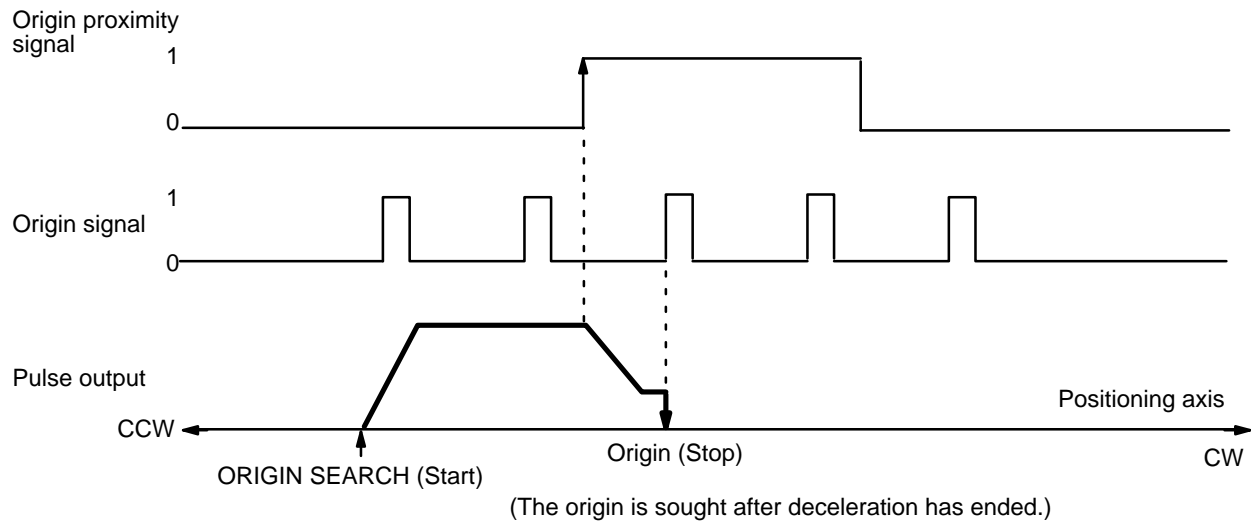 Origin proximity
signal
1
0
1
Origin signal
0
Pulse output
Positioning axis
CCW
CW
Origin (Stop)
ORIGIN SEARCH (Start)
(The origin is sought after deceleration has ended.)